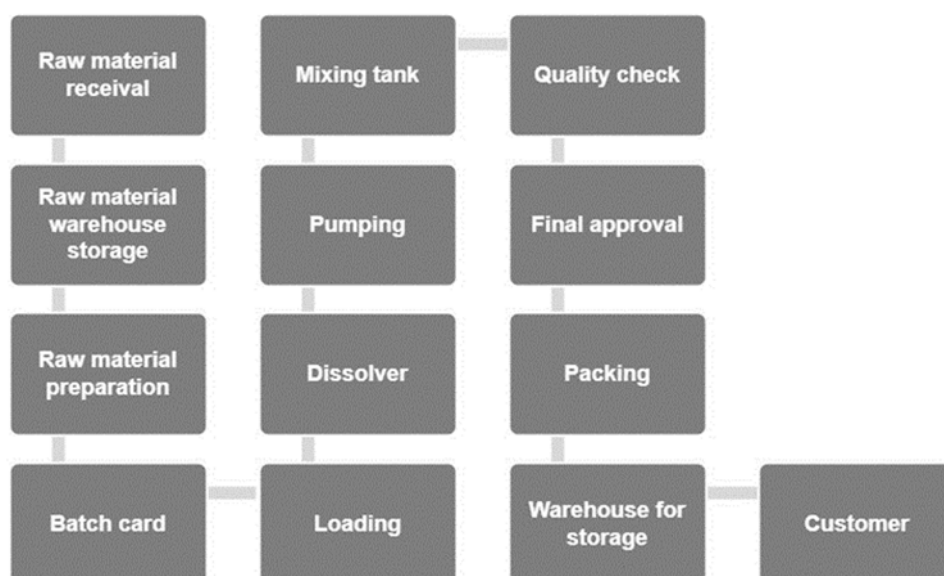 Raw material
receival
Raw material
warehouse
storage
Raw material
preparation
Batch card
Loading
Dissolver
Pumping
Mixing tank
Quality check
Final approval
Packing
Warehouse for
storage
Customer